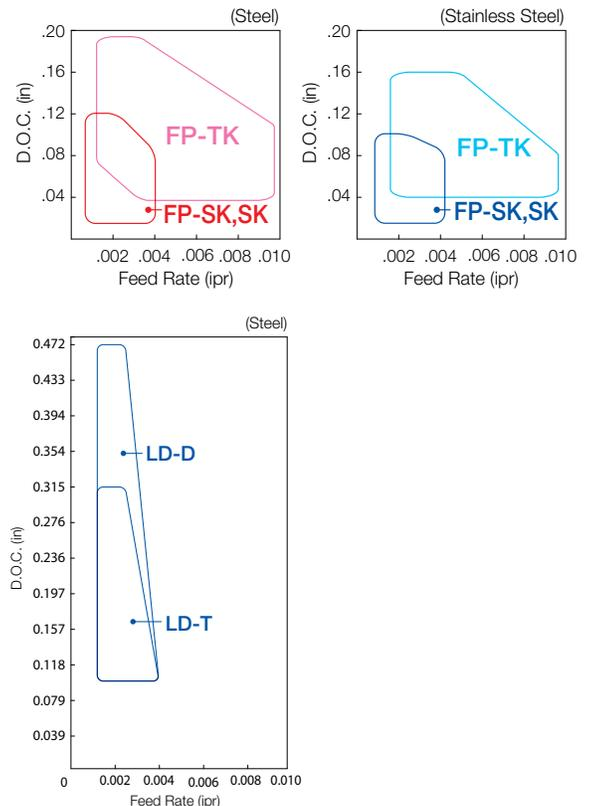 (Steel)
.20
.16
.12
.08
.04
D.O.C. (in)
FP-TK
FP-SK,SK
.002 .004 .006 .008 .010
Feed Rate (ipr)
(Stainless Steel)
.20
.16
.12
.08
.04
D.O.C. (in)
FP-TK
FP-SK,SK
.002 .004 .006 .008 .010
Feed Rate (ipr)
(Steel)
0.472
0.433
0.394
0.354
0.315
0.276
0.236
0.197
0.157
0.118
0.079
0.039
D.O.C. (in)
LD-D
LD-T
0 0.002 0.004 0.006 0.008 0.010
Feed Rate (ipr)